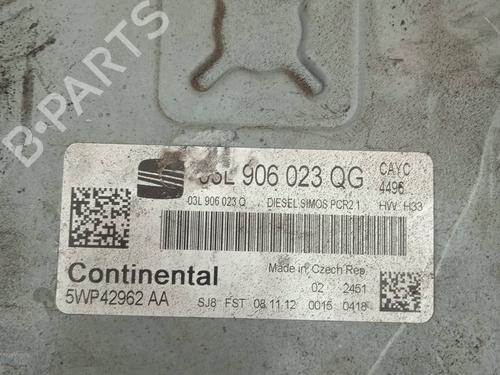 B-PARTS
03L 906 023 QG
CAYC
4496
03L 906 023 Q DIESEL SIMOS PCR2 1 HW: H33
Made in Czech Rep.
Continental
02 2451
5WP42962 AA
SJ8 FST 08.11.12 0015 0418